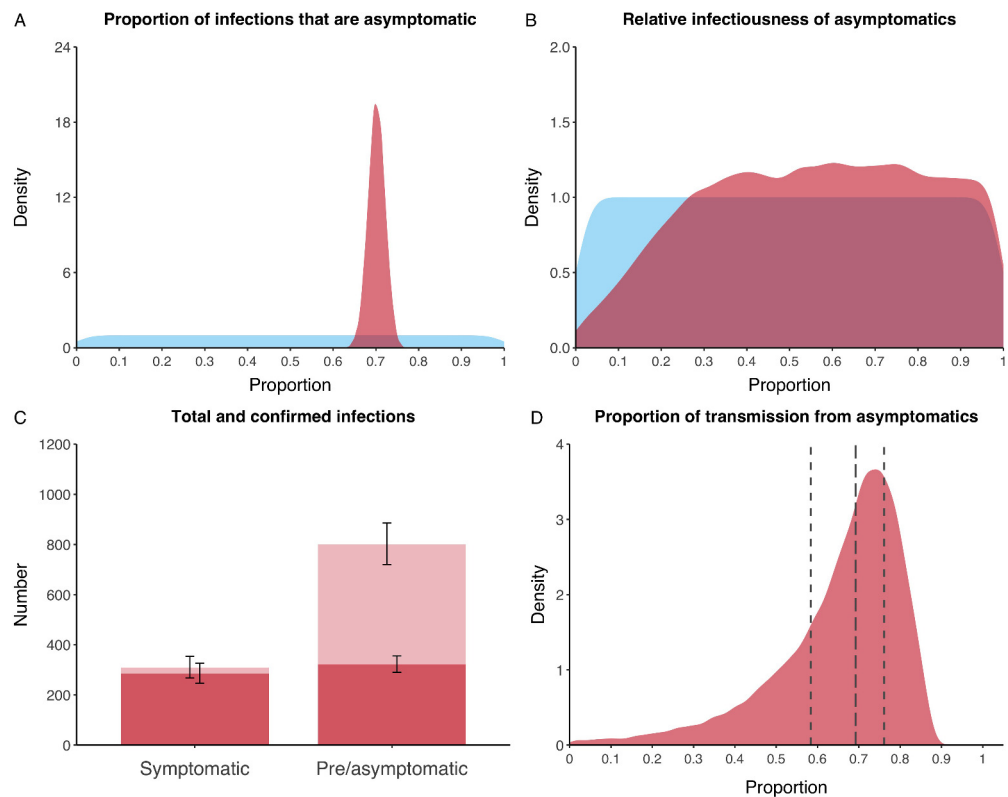 A
Proportion of infections that are asymptomatic
24
18
12
6
0
Density
0 0.1 0.2 0.3 0.4 0.5 0.6 0.7 0.8 0.9 1
Proportion
B
Relative infectiousness of asymptomatics
2.0
1.5
1.0
0.5
0.0
Density
0 0.1 0.2 0.3 0.4 0.5 0.6 0.7 0.8 0.9 1
Proportion
C
Total and confirmed infections
1200
1000
800
600
400
200
0
Number
Symptomatic Pre/asymptomatic
D
Proportion of transmission from asymptomatics
4
3
2
1
0
Density
0 0.1 0.2 0.3 0.4 0.5 0.6 0.7 0.8 0.9 1
Proportion